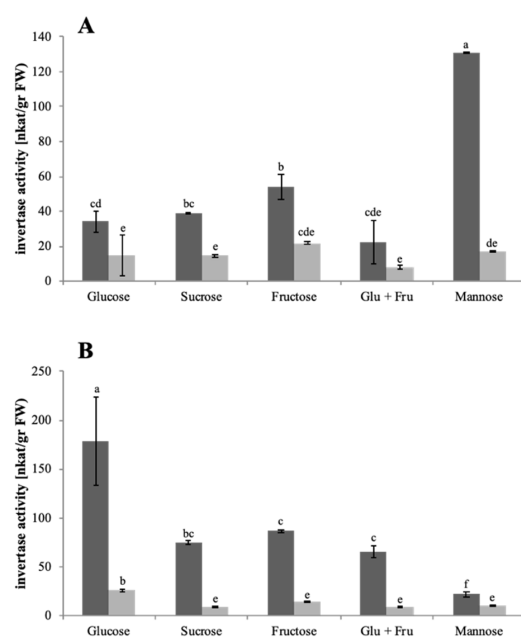 A
invertase activity [nkat/gr FW)
140
120
100
80
60
40
20
0
cd
e
bc
e
b
cde
cde
e
a
de
Glucose
Sucrose
Fructose
Glu + Fru
Mannose
B
invertase activity [nkat/gr FW)
250
200
150
100
50
0
a
b
bc
e
c
e
c
e
f
e
Glucose
Sucrose
Fructose
Glu + Fru
Mannose